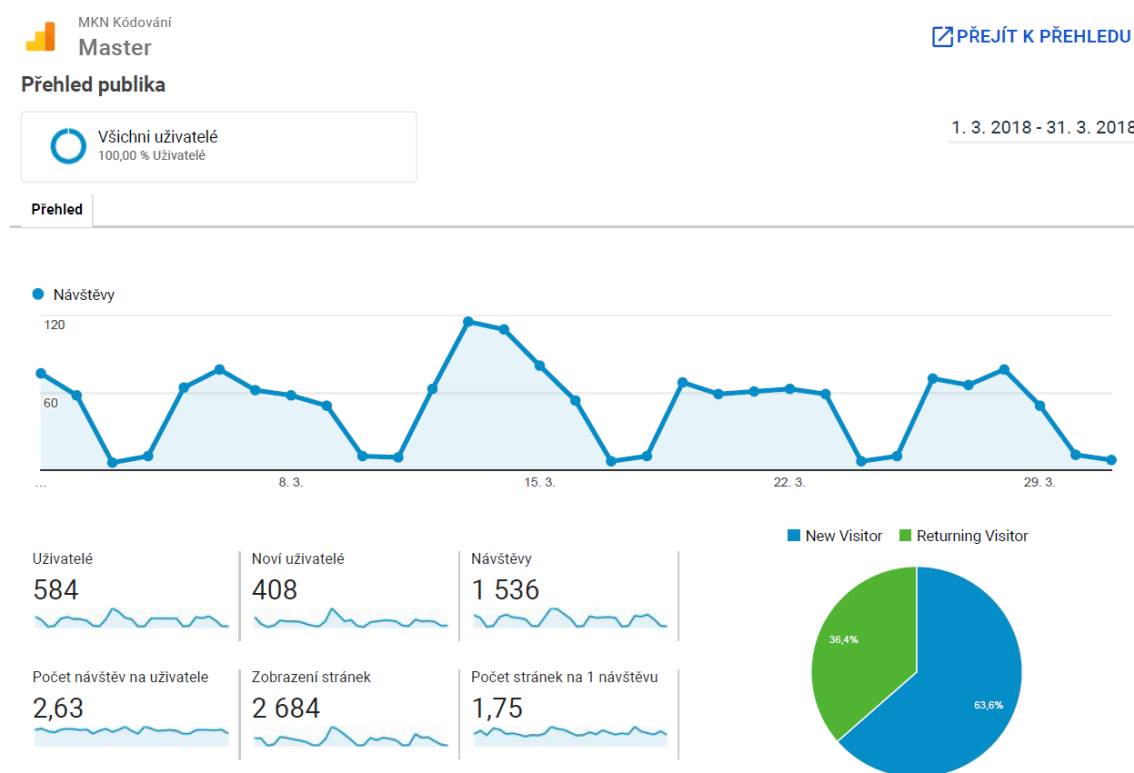 MKN Kódování
Master
PŘEJÍT K PŘEHLEDU
Přehled publika
Všichni uživatelé
100,00 % Uživatelé
1. 3. 2018 - 31. 3. 2018
Přehled
Návštěvy
120
60
...
8. 3.
15. 3.
22. 3.
29. 3.
New Visitor
Returning Visitor
Uživatelé
584
Noví uživatelé
408
Návštěvy
1 536
Počet návštěv na uživatele
2,63
Zobrazení stránek
2 684
Počet stránek na 1 návštěvu
1,75
36,4%
63,6%